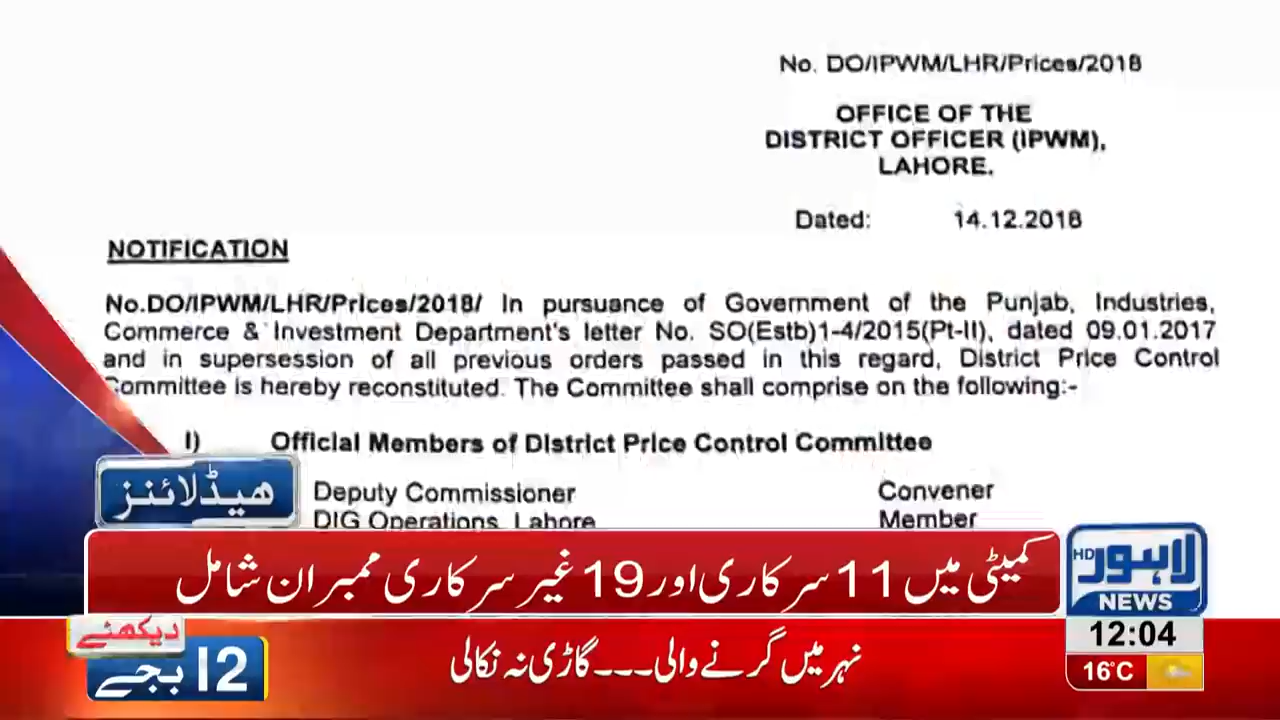 No. DO/IPWM/LHR/Prices/2018
OFFICE OF THE
DISTRICT OFFICER (IPWM),
LAHORE.
Dated: 14.12.2018
NOTIFICATION
No.DO/IPWM/LHR/Prices/2018/ In pursuance of Government of the Punjab, Industries,
Commerce & Investment Department's letter No. SO(Estb)1-4/2015(Pt-II), dated 09.01.2017
and in supersession of all previous orders passed in this regard, District Price Control
Committee is hereby reconstituted. The Committee shall comprise on the following:-
I) Official Members of District Price Control Committee
Deputy Commissioner Convener
DIG Operations, Lahore Member
ہیڈلائنز
کمیٹی میں 11 سرکاری اور 19 غیر سرکاری ممبران شامل
لاہور HD
NEWS
12:04
16°C
دیکھئے
12 بجے
نہر میں گرنے والی۔۔۔گاڑی نہ نکالی